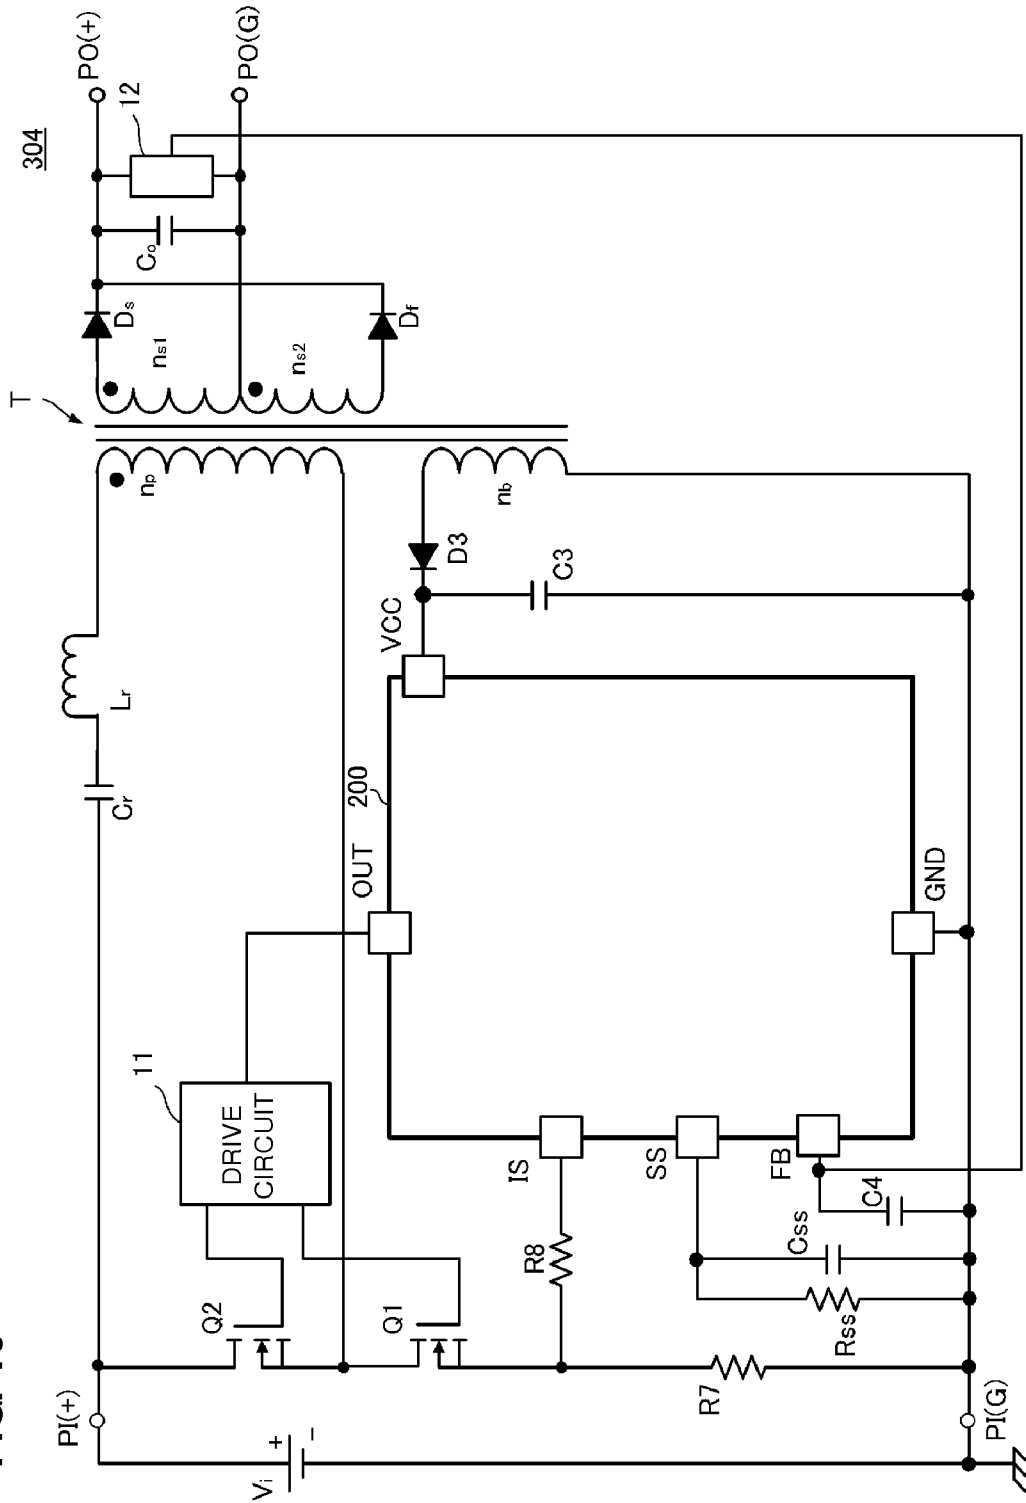 304
PO(+)
PO(G)
12
Co
Ds
Df
ns1
ns2
T
np
nb
Lr
Cr
D3
C3
VCC
200
OUT
GND
11
DRIVE
CIRCUIT
IS
SS
FB
C4
Css
Rss
R8
R7
Q2
Q1
PI(+)
PI(G)
Vi
+
-